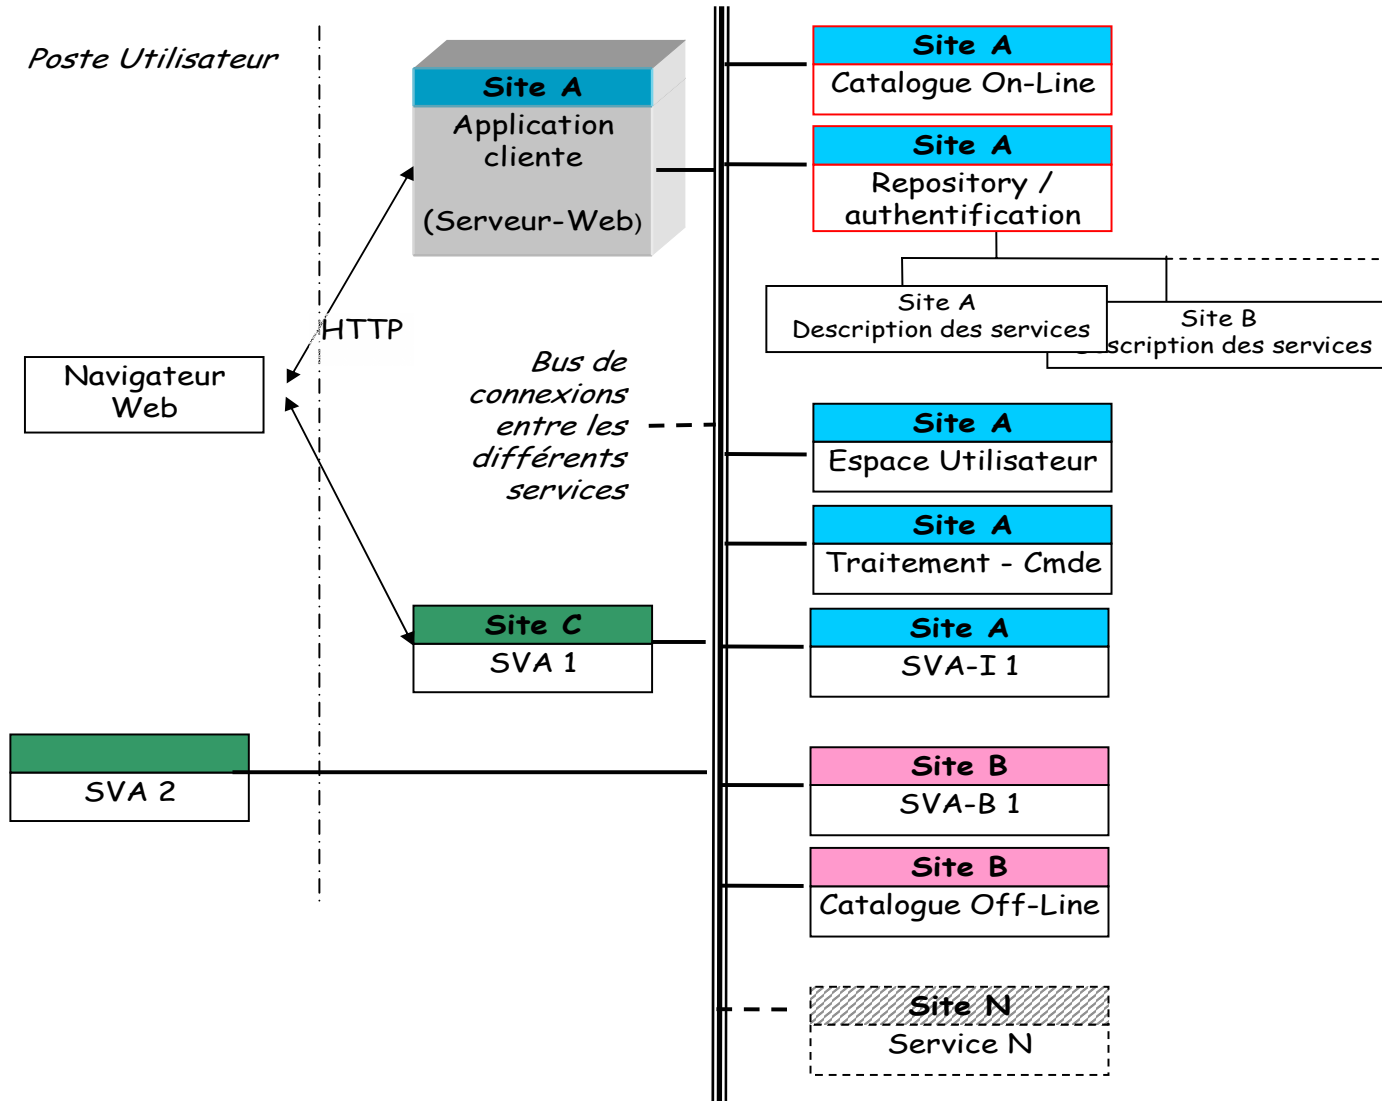 Poste Utilisateur
Site A
Application
cliente
(Serveur-Web)
HTTP
Navigateur
Web
Bus de
connexions
entre les
différents
services
Site C
SVA 1
SVA 2
Site A
Catalogue On-Line
Site A
Repository /
authentification
Site A
Description des services
Site B
scription des services
Site A
Espace Utilisateur
Site A
Traitement - Cmde
Site A
SVA-I 1
Site B
SVA-B 1
Site B
Catalogue Off-Line
Site N
Service N